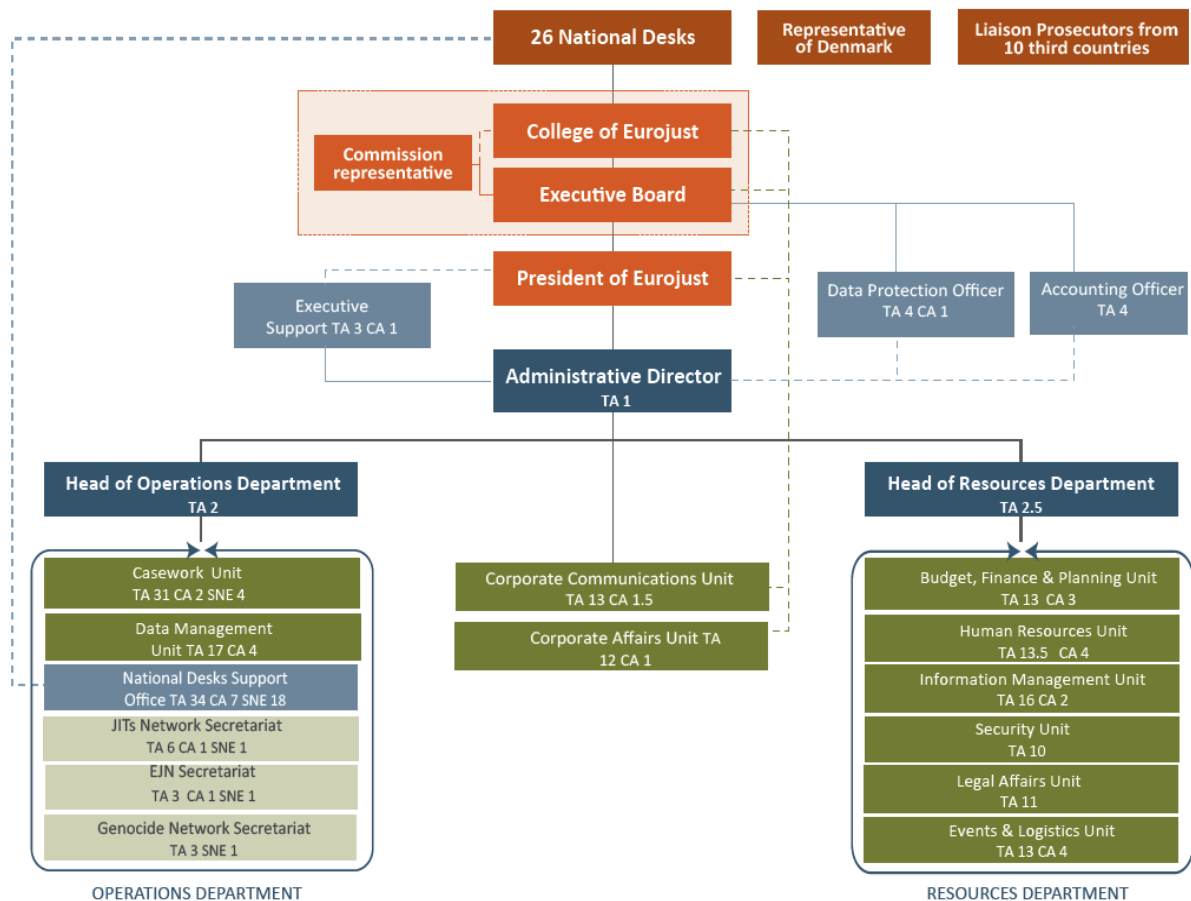 26 National Desks
Representative
of Denmark
Liaison Prosecutors from
10 third countries
College of Eurojust
Commission
representative
Executive Board
President of Eurojust
Executive
Support TA 3 CA 1
Data Protection Officer
TA 4 CA 1
Accounting Officer
TA 4
Administrative Director
TA 1
Head of Operations Department
TA 2
Head of Resources Department
TA 2.5
Casework Unit
TA 31 CA 2 SNE 4
Data Management
Unit TA 17 CA 4
National Desks Support
Office TA 34 CA 7 SNE 18
JITs Network Secretariat
TA 6 CA 1 SNE 1
EJN Secretariat
TA 3 CA 1 SNE 1
Genocide Network Secretariat
TA 3 SNE 1
OPERATIONS DEPARTMENT
Corporate Communications Unit
TA 13 CA 1.5
Corporate Affairs Unit TA
12 CA 1
Budget, Finance & Planning Unit
TA 13 CA 3
Human Resources Unit
TA 13.5 CA 4
Information Management Unit
TA 16 CA 2
Security Unit
TA 10
Legal Affairs Unit
TA 11
Events & Logistics Unit
TA 13 CA 4
RESOURCES DEPARTMENT